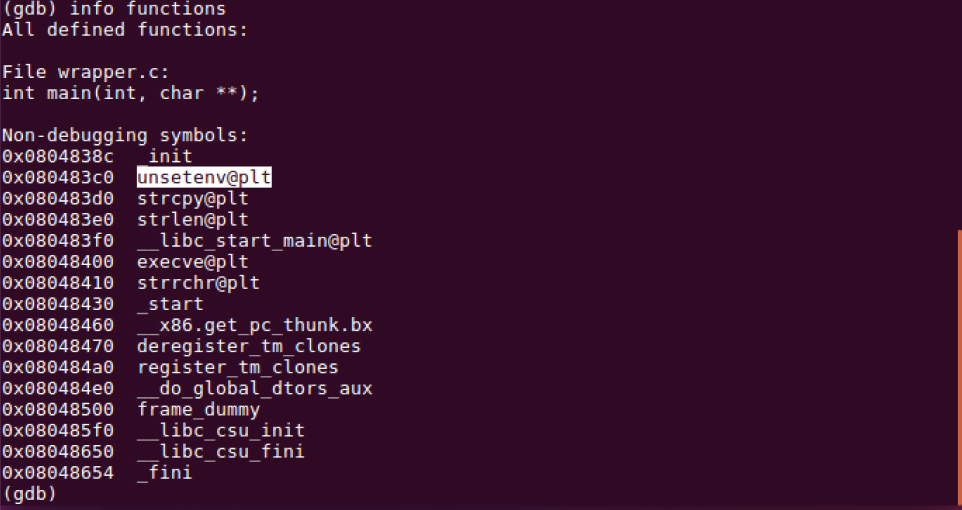 (gdb) info functions
All defined functions:
File wrapper.c:
int main(int, char **);
Non-debugging symbols:
0x0804838c  _init
0x080483c0  unsetenv@plt
0x080483d0  strcpy@plt
0x080483e0  strlen@plt
0x080483f0  __libc_start_main@plt
0x08048400  execve@plt
0x08048410  strrchr@plt
0x08048430  _start
0x08048460  __x86.get_pc_thunk.bx
0x08048470  deregister_tm_clones
0x080484a0  register_tm_clones
0x080484e0  __do_global_dtors_aux
0x08048500  frame_dummy
0x080485f0  __libc_csu_init
0x08048650  __libc_csu_fini
0x08048654  _fini
(gdb)